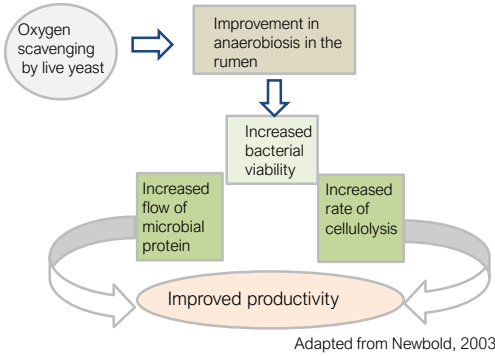 Oxygen
scavenging
by live yeast
Improvement in
anaerobiosis in the
rumen
Increased
bacterial
viability
Increased
flow of
microbial
protein
Increased
rate of
cellulolysis
Improved productivity
Adapted from Newbold, 2003